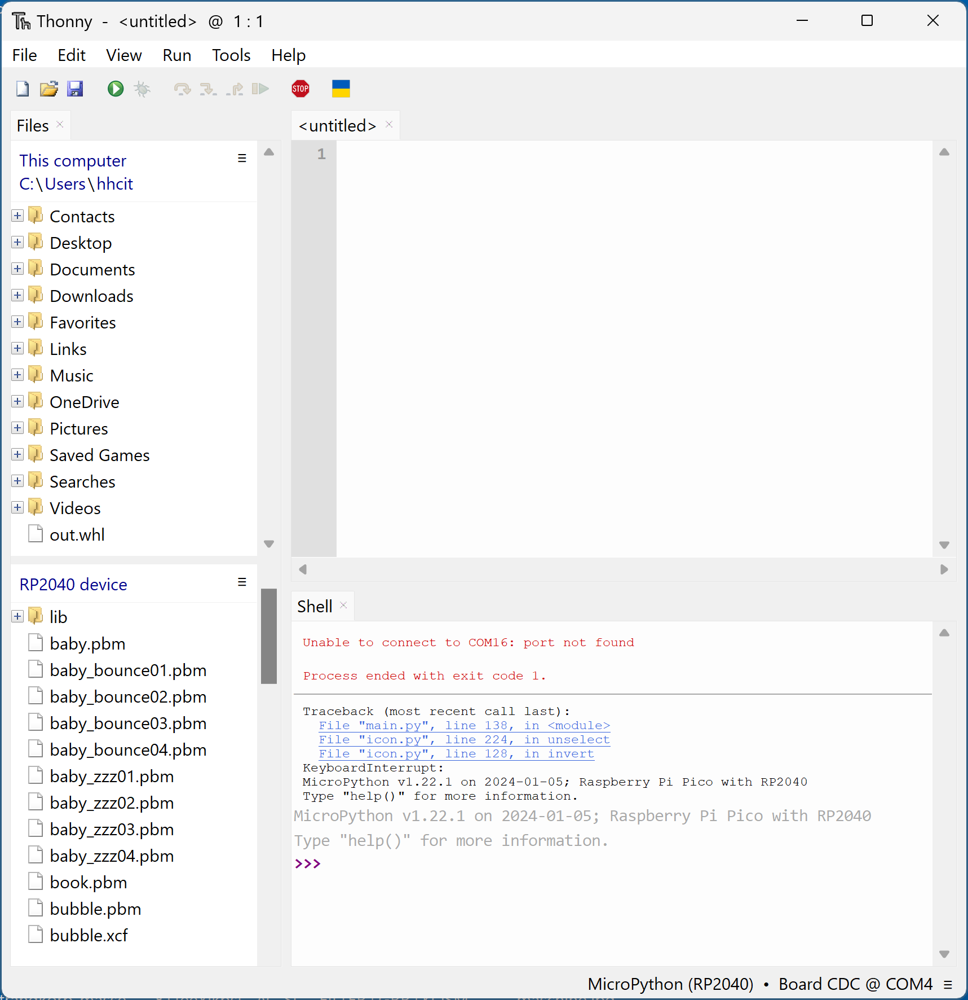 Thonny - <untitled> @ 1 : 1
File Edit View Run Tools Help
STOP
Files
<untitled>
This computer
C:\Users\hhcit
Contacts
Desktop
Documents
Downloads
Favorites
Links
Music
OneDrive
Pictures
Saved Games
Searches
Videos
out.whl
1
RP2040 device
lib
baby.pbm
baby_bounce01.pbm
baby_bounce02.pbm
baby_bounce03.pbm
baby_bounce04.pbm
baby_zzz01.pbm
baby_zzz02.pbm
baby_zzz03.pbm
baby_zzz04.pbm
book.pbm
bubble.pbm
bubble.xcf
Shell
Unable to connect to COM16: port not found
Process ended with exit code 1.
Traceback (most recent call last):
File "main.py", line 138, in <module>
File "icon.py", line 224, in unselect
File "icon.py", line 128, in invert
KeyboardInterrupt:
MicroPython v1.22.1 on 2024-01-05; Raspberry Pi Pico with RP2040
Type "help()" for more information.
MicroPython v1.22.1 on 2024-01-05; Raspberry Pi Pico with RP2040
Type "help()" for more information.
>>>
MicroPython (RP2040) • Board CDC @ COM4